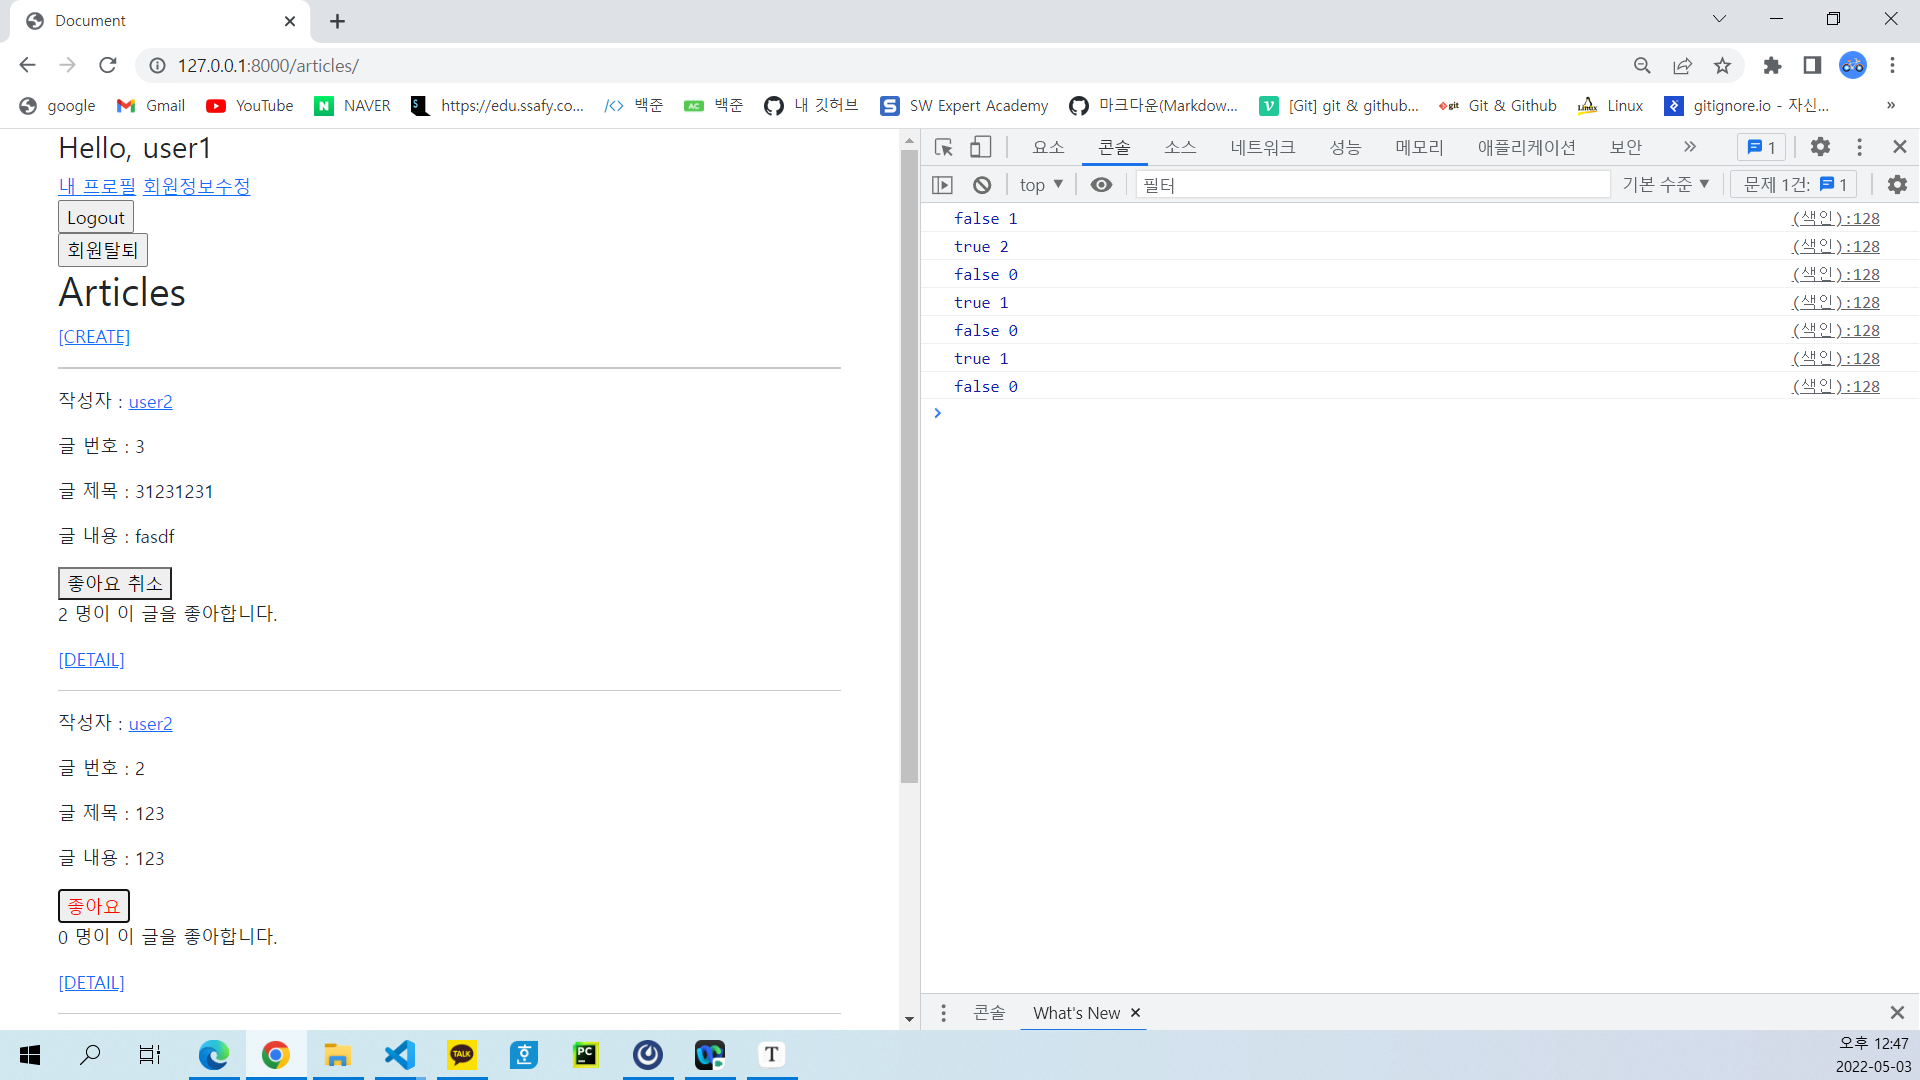 Document
127.0.0.1:8000/articles/
google Gmail YouTube NAVER https://edu.ssafy.co... 백준 백준 내 깃허브 SW Expert Academy 마크다운(Markdow... [Git] git & github... Git & Github Linux gitignore.io - 자신... »
Hello, user1
내 프로필 회원정보수정
Logout
회원탈퇴
Articles
[CREATE]
작성자 : user2
글 번호 : 3
글 제목 : 31231231
글 내용 : fasdf
좋아요 취소
2 명이 이 글을 좋아합니다.
[DETAIL]
작성자 : user2
글 번호 : 2
글 제목 : 123
글 내용 : 123
좋아요
0 명이 이 글을 좋아합니다.
[DETAIL]
요소 콘솔 소스 네트워크 성능 메모리 애플리케이션 보안 » 1
top 필터 기본 수준 문제 1건: 1
false 1 (색인):128
true 2 (색인):128
false 0 (색인):128
true 1 (색인):128
false 0 (색인):128
true 1 (색인):128
false 0 (색인):128
콘솔 What's New
TALK
PC
T
오후 12:47
2022-05-03